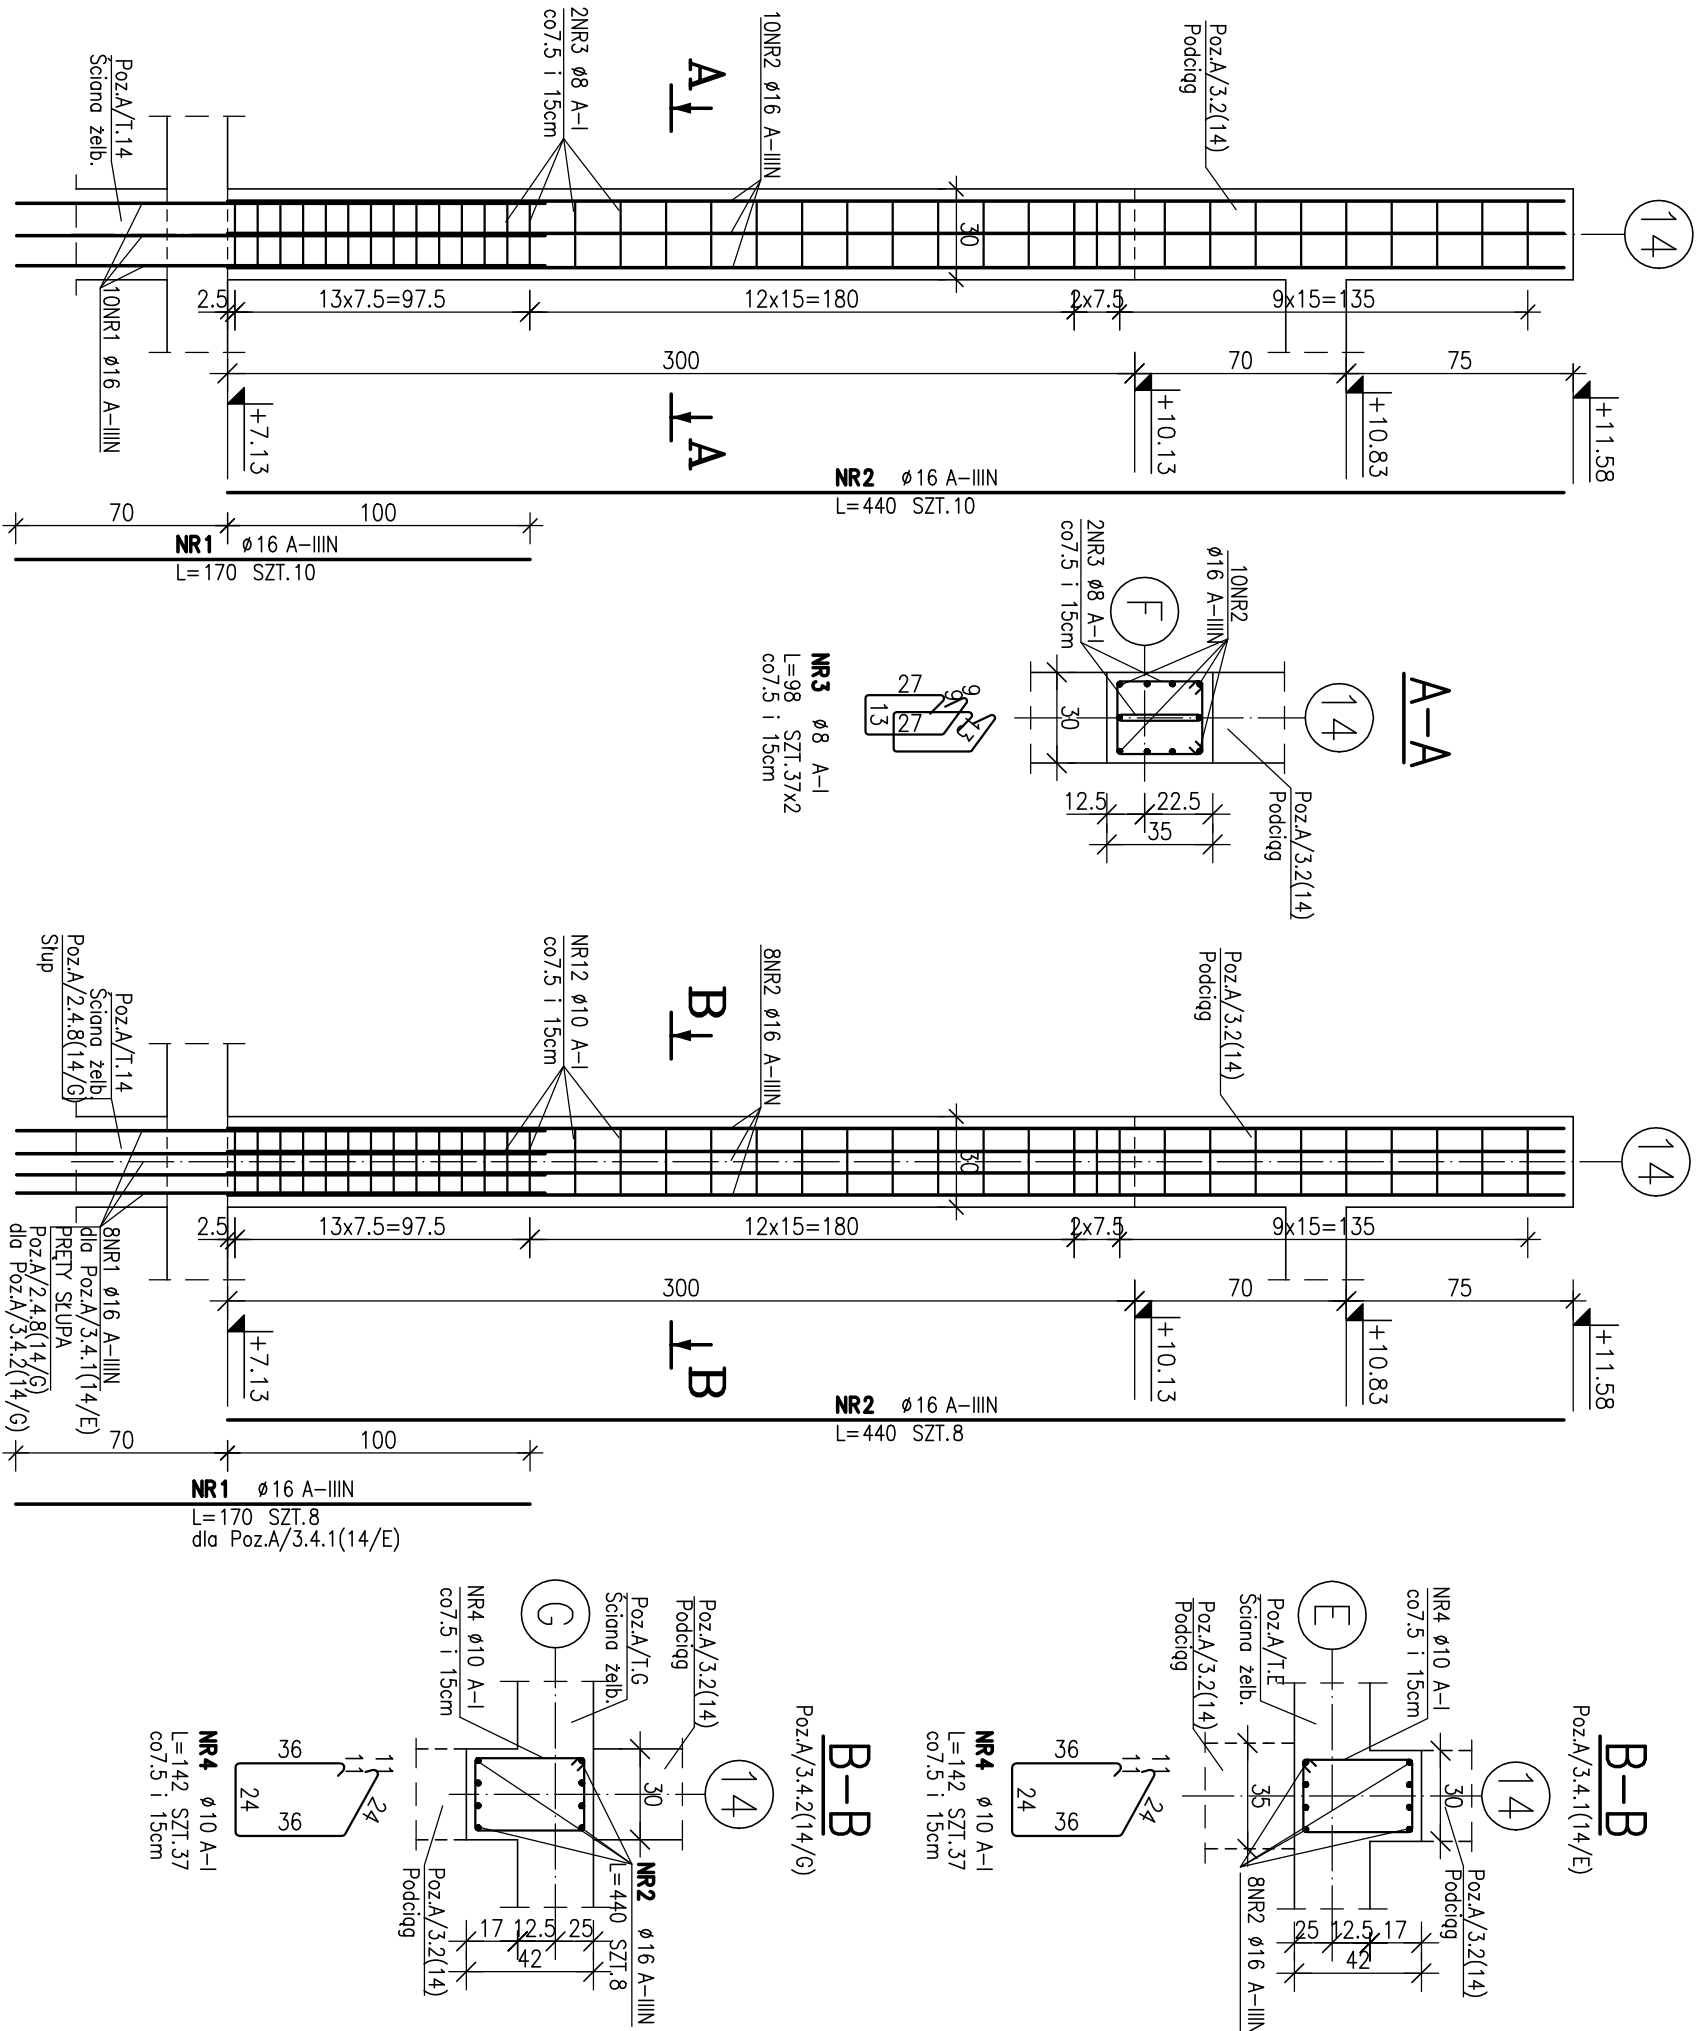 Poz.A/3.2(14)
Podciąg
10NR2 ø16 A-IIIN
2NR3 ø8 A-I
co7.5 i 15cm
Poz.A/T.14
Ściana żelb.
10NR1 ø16 A-IIIN
A
A
14
30
2.5
13x7.5=97.5
12x15=180
2x7.5
9x15=135
300
70
75
+7.13
+10.13
+10.83
+11.58
NR2 ø16 A-IIIN
L=440 SZT.10
70
100
NR1 ø16 A-IIIN
L=170 SZT.10
A-A
14
F
10NR2
ø16 A-IIIN
2NR3 ø8 A-I
co7.5 i 15cm
30
Poz.A/3.2(14)
Podciąg
12.5
22.5
35
NR3 ø8 A-I
L=98 SZT.37x2
co7.5 i 15cm
27
13
27
9
9
13
Poz.A/3.2(14)
Podciąg
8NR2 ø16 A-IIIN
NR12 ø10 A-I
co7.5 i 15cm
Poz.A/T.14
Ściana żelb.
Poz.A/2.4.8(14/G)
Słup
8NR1 ø16 A-IIIN
dla Poz.A/3.4.1(14/E)
PRĘTY SŁUPA
Poz.A/2.4.8(14/G)
dla Poz.A/3.4.2(14/G)
B
B
14
30
2.5
13x7.5=97.5
12x15=180
2x7.5
9x15=135
300
70
75
+7.13
+10.13
+10.83
+11.58
NR2 ø16 A-IIIN
L=440 SZT.8
70
100
NR1 ø16 A-IIIN
L=170 SZT.8
dla Poz.A/3.4.1(14/E)
B-B
Poz.A/3.4.1(14/E)
14
E
NR4 ø10 A-I
co7.5 i 15cm
Poz.A/T.E
Ściana żelb.
Poz.A/3.2(14)
Podciąg
30
35
Poz.A/3.2(14)
Podciąg
8NR2 ø16 A-IIIN
25
12.5
17
42
NR4 ø10 A-I
L=142 SZT.37
co7.5 i 15cm
36
11
11
24
24
36
B-B
Poz.A/3.4.2(14/G)
14
G
Poz.A/3.2(14)
Podciąg
Poz.A/T.G
Ściana żelb.
NR4 ø10 A-I
co7.5 i 15cm
30
NR2 ø16 A-IIIN
L=440 SZT.8
Poz.A/3.2(14)
Podciąg
17
12.5
25
42
NR4 ø10 A-I
L=142 SZT.37
co7.5 i 15cm
36
11
11
24
24
36